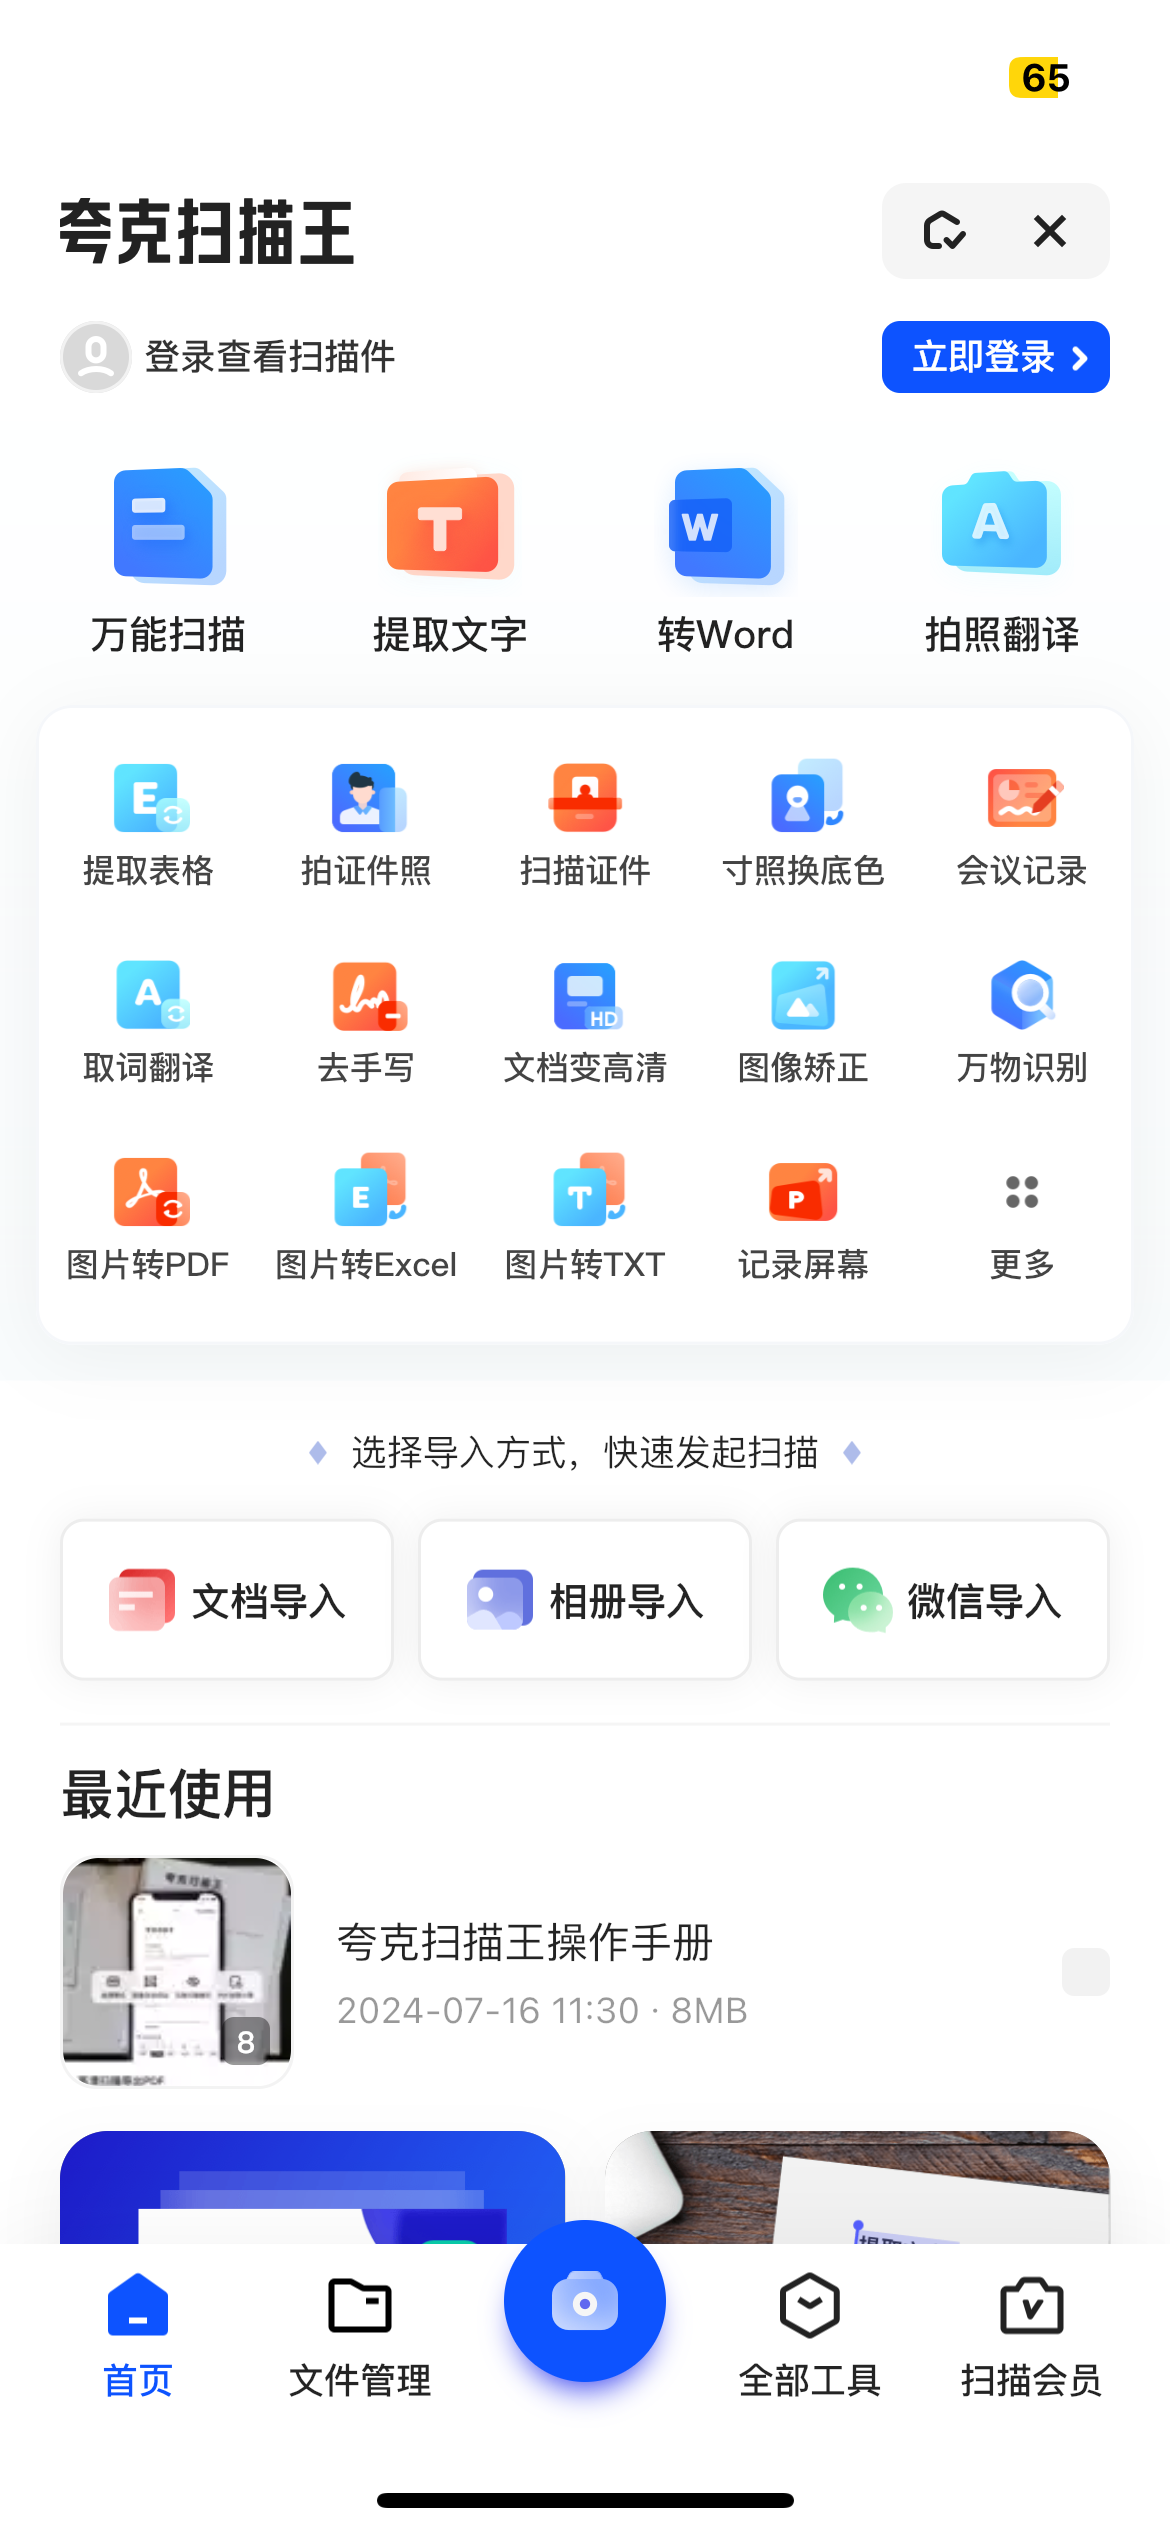 65
夸克扫描王
登录查看扫描件
立即登录
万能扫描 提取文字 转Word 拍照翻译
提取表格 拍证件照 扫描证件 寸照换底色 会议记录
取词翻译 去手写 文档变高清 图像矫正 万物识别
图片转PDF 图片转Excel 图片转TXT 记录屏幕 更多
选择导入方式，快速发起扫描
文档导入 相册导入 微信导入
最近使用
夸克扫描王操作手册
2024-07-16 11:30 · 8MB
8
首页 文件管理 全部工具 扫描会员